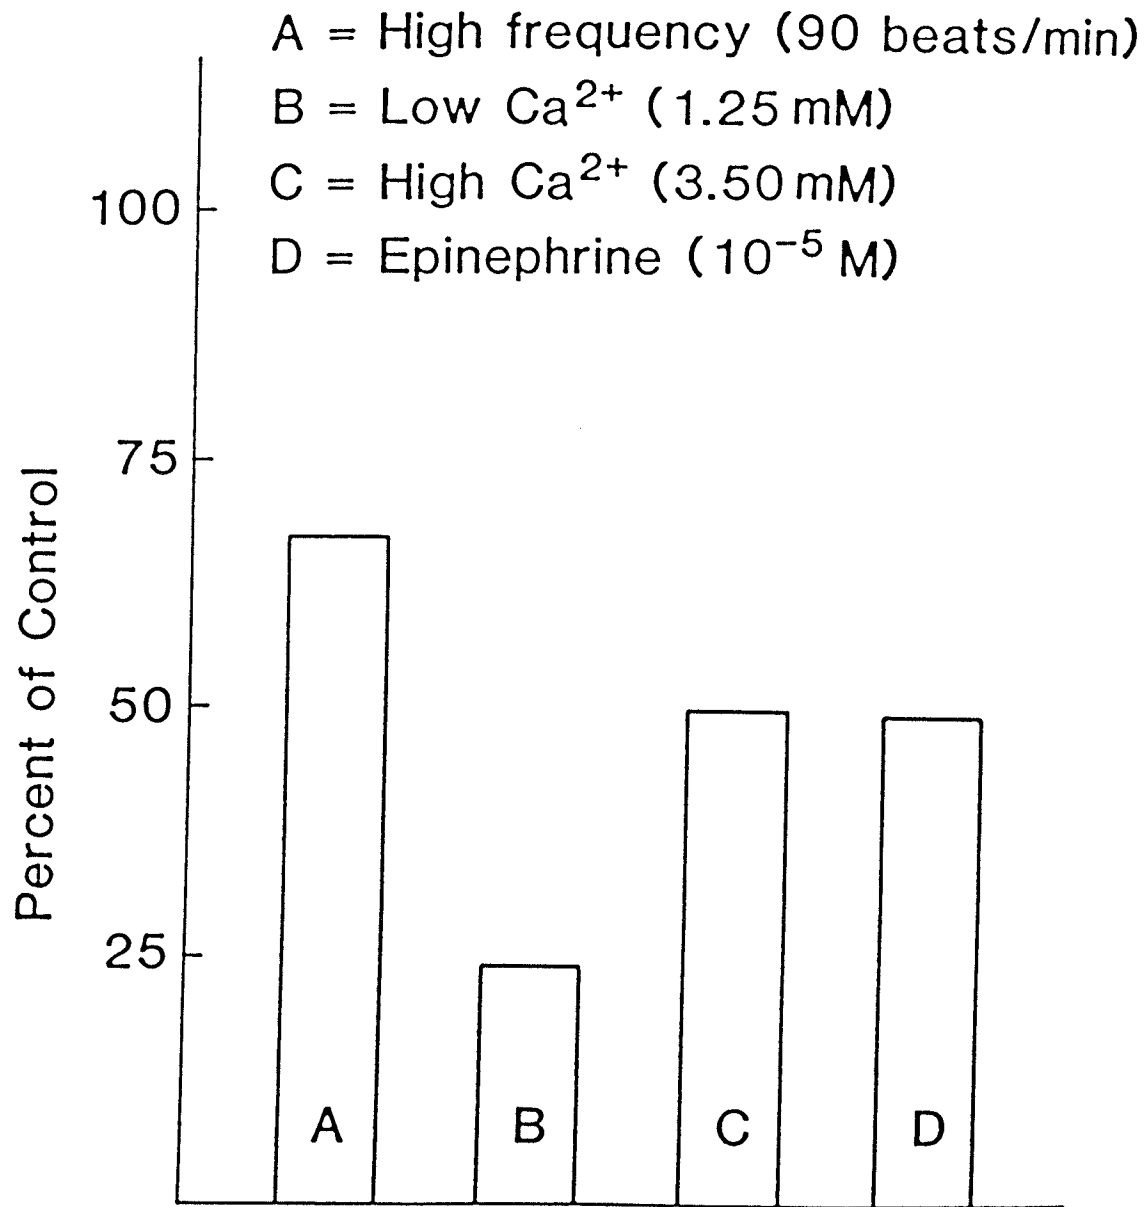 A = High frequency (90 beats/min)
B = Low Ca²⁺ (1.25 mM)
C = High Ca²⁺ (3.50 mM)
D = Epinephrine (10⁻⁵ M)
100
75
50
25
Percent of Control
A
B
C
D